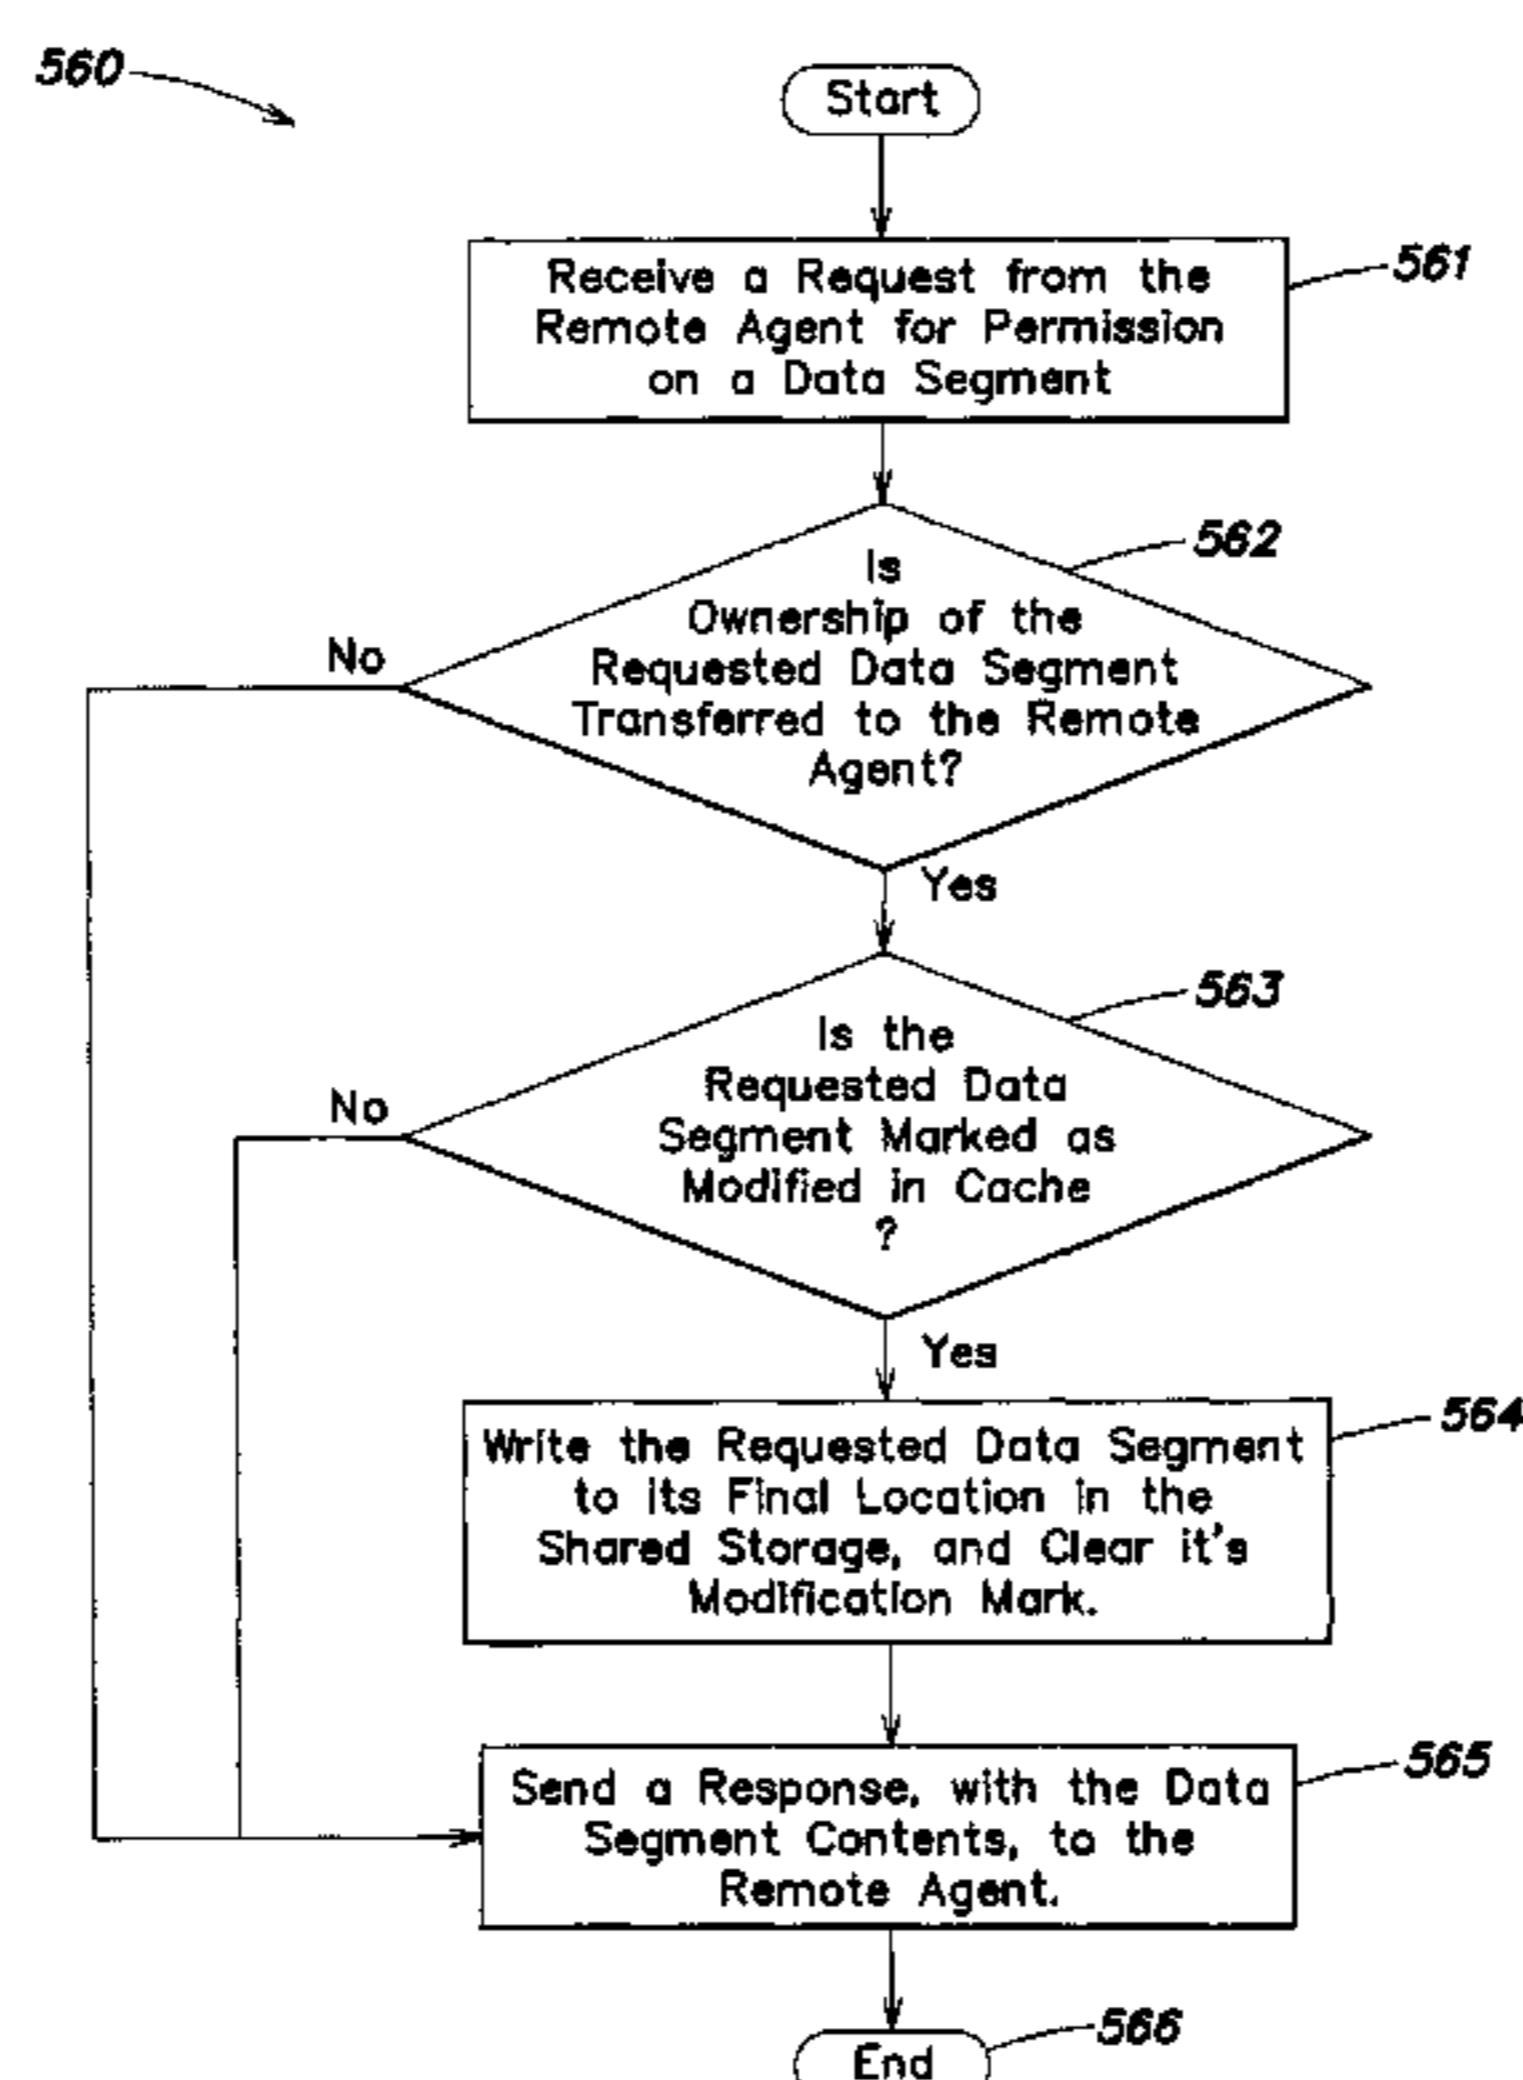 560
Start
Receive a Request from the
Remote Agent for Permission
on a Data Segment
561
Is
Ownership of the
Requested Data Segment
Transferred to the Remote
Agent?
562
No
Yes
Is the
Requested Data
Segment Marked as
Modified in Cache
?
563
No
Yes
Write the Requested Data Segment
to its Final Location in the
Shared Storage, and Clear it's
Modification Mark.
564
Send a Response, with the Data
Segment Contents, to the
Remote Agent.
565
End
566